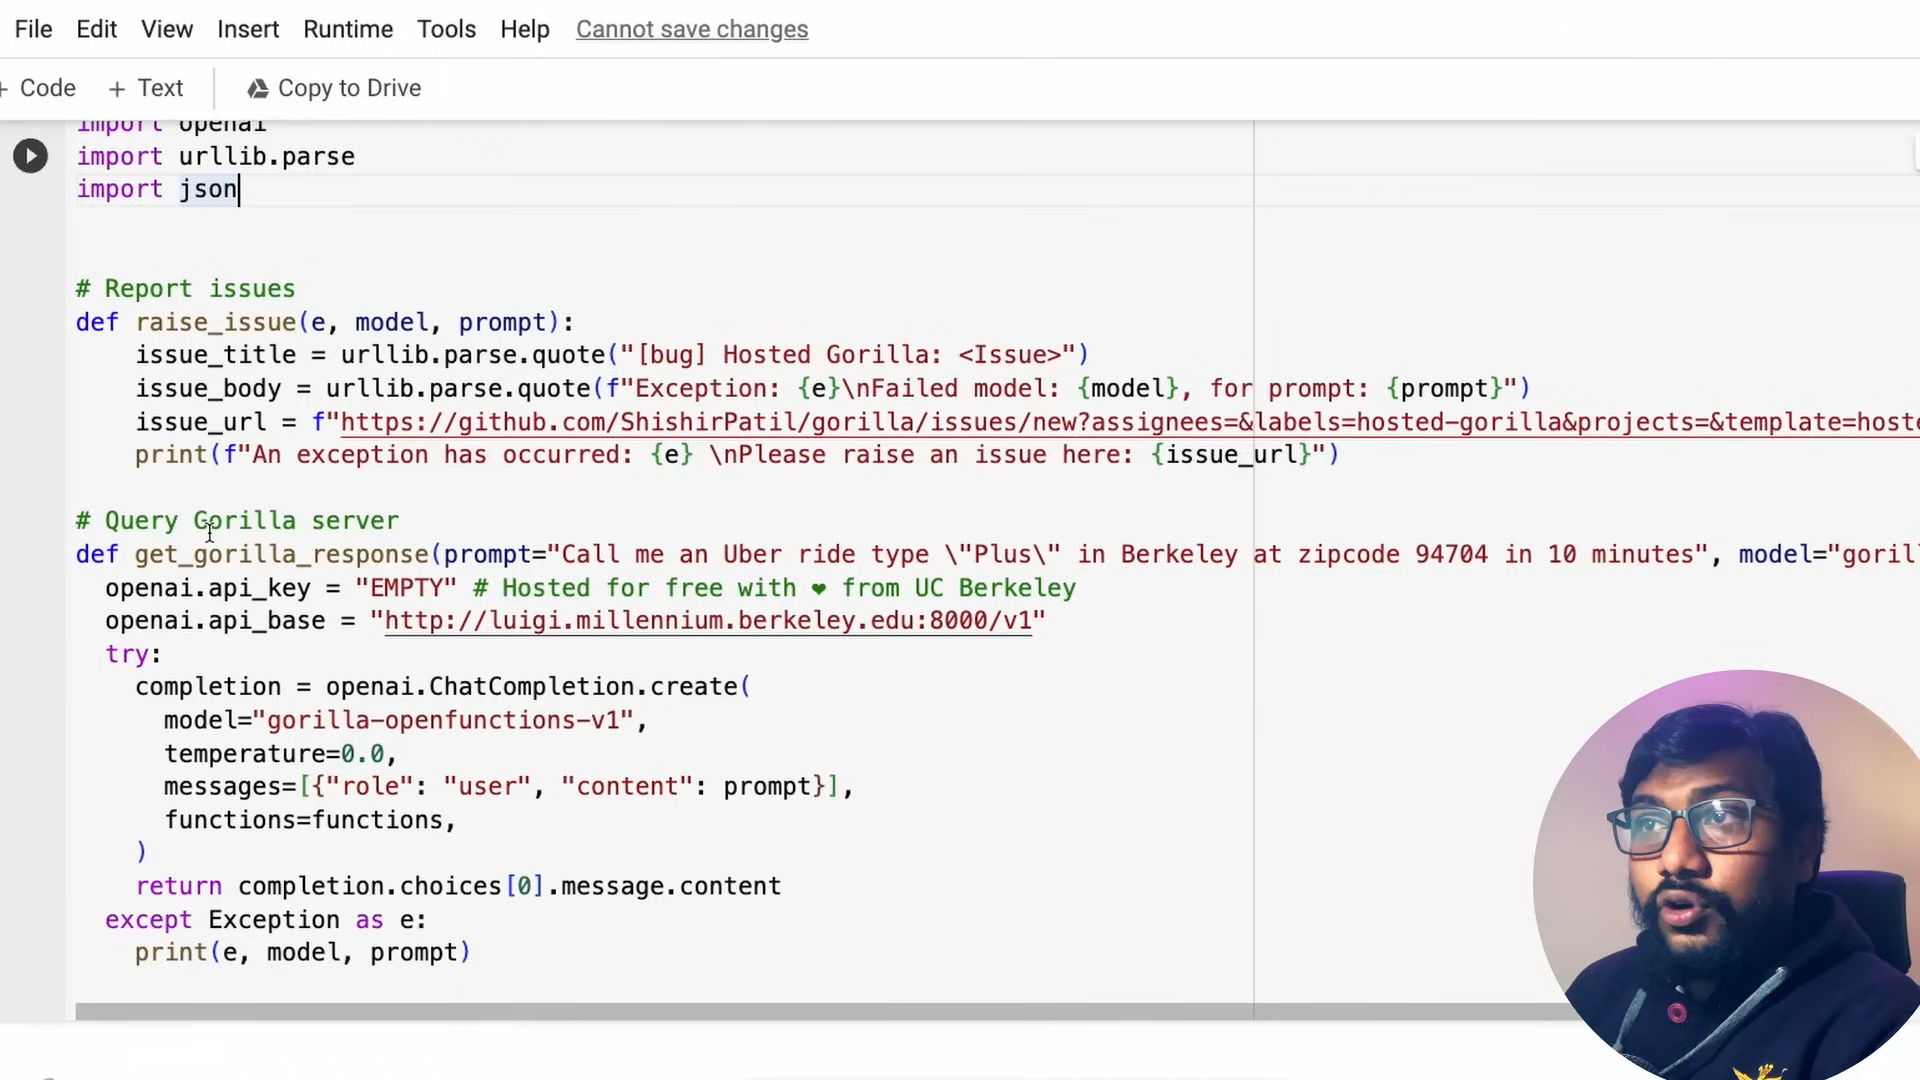 File Edit View Insert Runtime Tools Help Cannot save changes
+ Code + Text Copy to Drive
import openai
import urllib.parse
import json
# Report issues
def raise_issue(e, model, prompt):
issue_title = urllib.parse.quote("[bug] Hosted Gorilla: <Issue>")
issue_body = urllib.parse.quote(f"Exception: {e}\nFailed model: {model}, for prompt: {prompt}")
issue_url = f"https://github.com/ShishirPatil/gorilla/issues/new?assignees=&labels=hosted-gorilla&projects=&template=hoste
print(f"An exception has occurred: {e} \nPlease raise an issue here: {issue_url}")
# Query Gorilla server
def get_gorilla_response(prompt="Call me an Uber ride type \"Plus\" in Berkeley at zipcode 94704 in 10 minutes", model="goril
openai.api_key = "EMPTY" # Hosted for free with ❤ from UC Berkeley
openai.api_base = "http://luigi.millennium.berkeley.edu:8000/v1"
try:
completion = openai.ChatCompletion.create(
model="gorilla-openfunctions-v1",
temperature=0.0,
messages=[{"role": "user", "content": prompt}],
functions=functions,
)
return completion.choices[0].message.content
except Exception as e:
print(e, model, prompt)